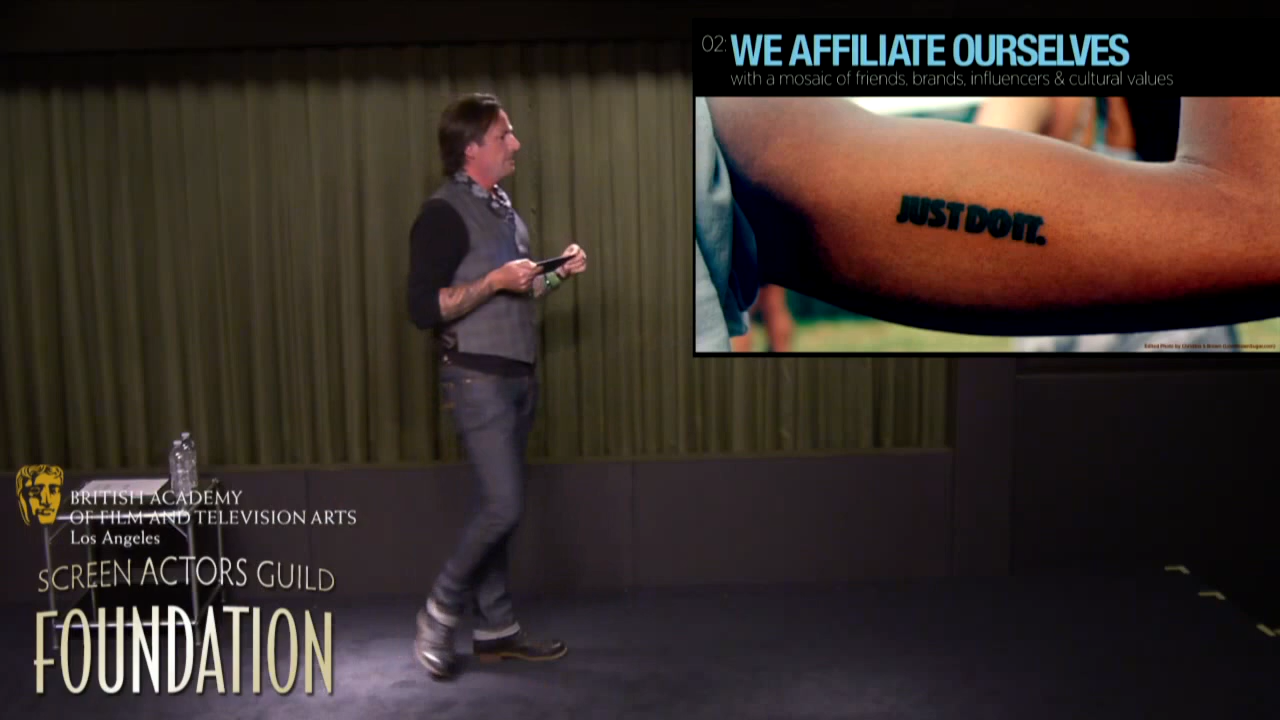 02: WE AFFILIATE OURSELVES
with a mosaic of friends, brands, influencers & cultural values
JUST DO IT.
BRITISH ACADEMY
OF FILM AND TELEVISION ARTS
Los Angeles
SCREEN ACTORS GUILD
FOUNDATION